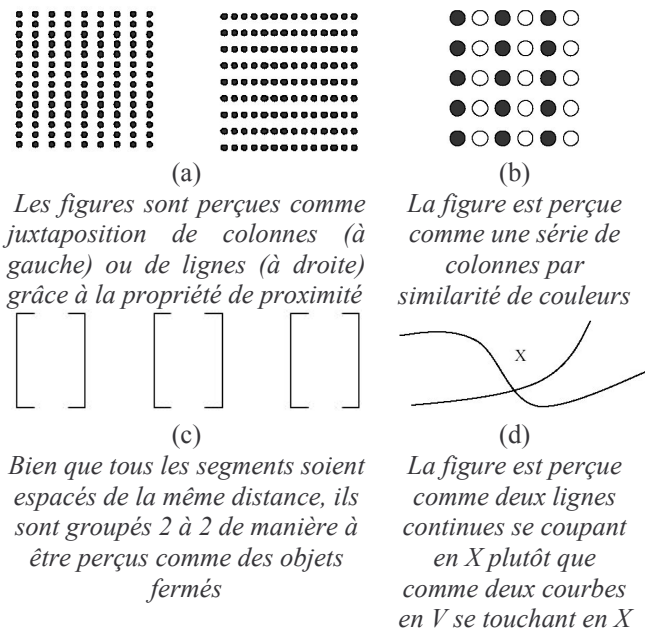 (a)
Les figures sont perçues comme
juxtaposition de colonnes (à
gauche) ou de lignes (à droite)
grâce à la propriété de proximité
(b)
La figure est perçue
comme une série de
colonnes par
similarité de couleurs
(c)
Bien que tous les segments soient
espacés de la même distance, ils
sont groupés 2 à 2 de manière à
être perçus comme des objets
fermés
X
(d)
La figure est perçue
comme deux lignes
continues se coupant
en X plutôt que
comme deux courbes
en V se touchant en X